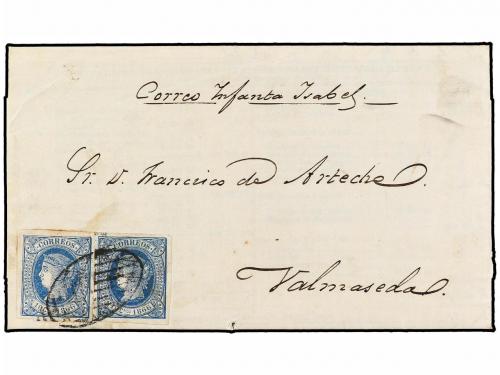 Correo Infanta Isabel.
Sr. D. Francisco de Arteche.
Valmaseda.
CORREOS CORREOS